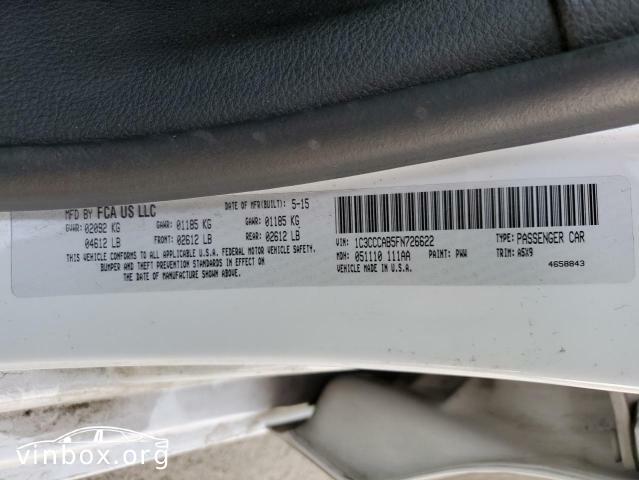 MFD BY FCA US LLC
DATE OF MFR(BUILT): 5-15
GVWR: 02092 KG GAWR: 01185 KG GAWR: 01185 KG
04612 LB FRONT: 02612 LB REAR: 02612 LB
THIS VEHICLE CONFORMS TO ALL APPLICABLE U.S.A. FEDERAL MOTOR VEHICLE SAFETY,
BUMPER AND THEFT PREVENTION STANDARDS IN EFFECT ON
THE DATE OF MANUFACTURE SHOWN ABOVE.
VIN: 1C3CCCAB5FN726622 TYPE: PASSENGER CAR
MDH: 051110 111AA PAINT: PWW TRIM: A5X9
VEHICLE MADE IN U.S.A. 4658843
vinbox.org